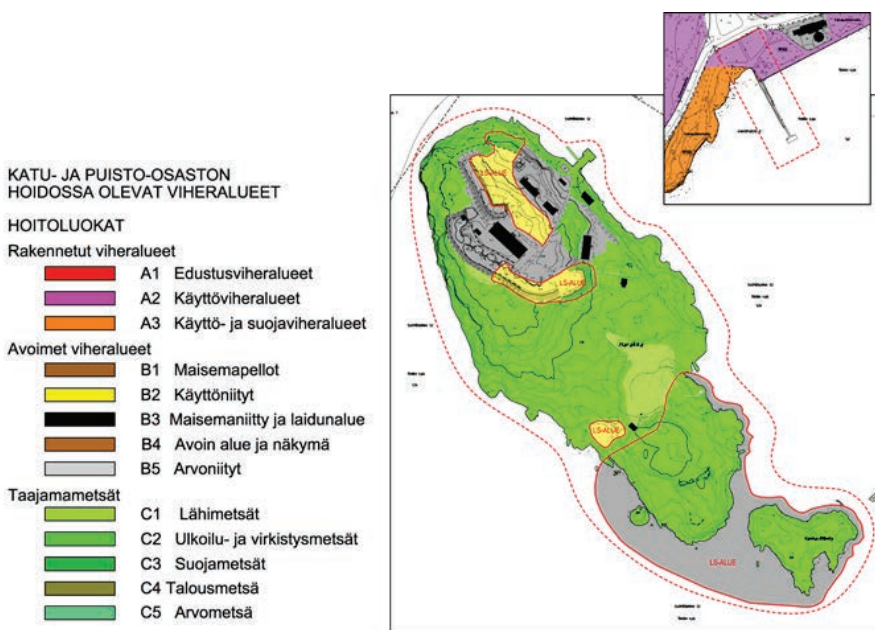 KATU- JA PUISTO-OSASTON
HOIDOSSA OLEVAT VIHERALUEET
HOITOLUOKAT
Rakennetut viheralueet
A1 Edustusviheralueet
A2 Käyttöviheralueet
A3 Käyttö- ja suojaviheralueet
Avoimet viheralueet
B1 Maisemapellot
B2 Käyttöniityt
B3 Maisemaniitty ja laidunalue
B4 Avoin alue ja näkymä
B5 Arvoniityt
Taajamametsät
C1 Lähimetsät
C2 Ulkoilu- ja virkistysmetsät
C3 Suojametsät
C4 Talousmetsä
C5 Arvometsä
LS-ALUE
LS-ALUE
LS-ALUE
LS-ALUE